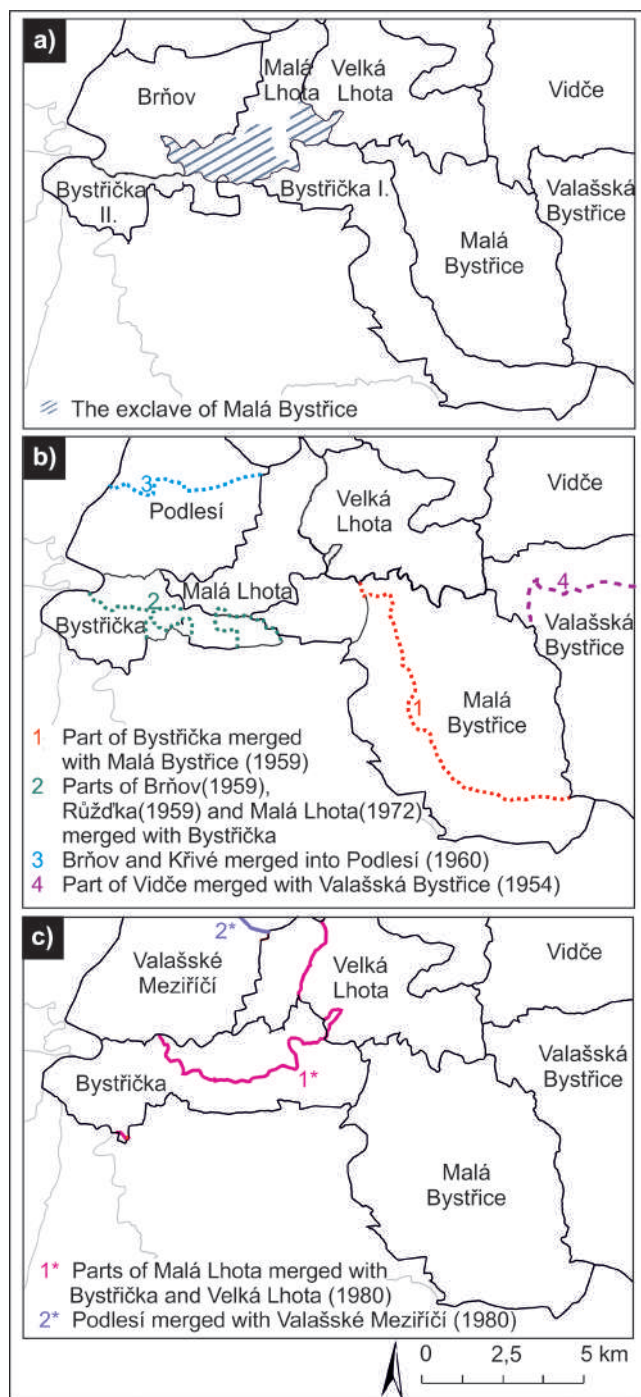 a)
Brňov
Malá
Lhota
Velká
Lhota
Vidče
Bystřička
II.
Bystřička I.
Malá
Bystřice
Valašská
Bystřice
The exclave of Malá Bystřice
b)
3
Podlesí
Velká
Lhota
Vidče
Malá Lhota
2
Bystřička
4
Valašská
Bystřice
1
Malá
Bystřice
1 Part of Bystřička merged
with Malá Bystřice (1959)
2 Parts of Brňov(1959),
Růžďka(1959) and Malá Lhota(1972)
merged with Bystřička
3 Brňov and Křivé merged into Podlesí (1960)
4 Part of Vidče merged with Valašská Bystřice (1954)
c)
2*
Valašské
Meziříčí
Velká
Lhota
Vidče
Bystřička
1*
Valašská
Bystřice
Malá
Bystřice
1* Parts of Malá Lhota merged with
Bystřička and Velká Lhota (1980)
2* Podlesí merged with Valašské Meziříčí (1980)
0 2,5 5 km